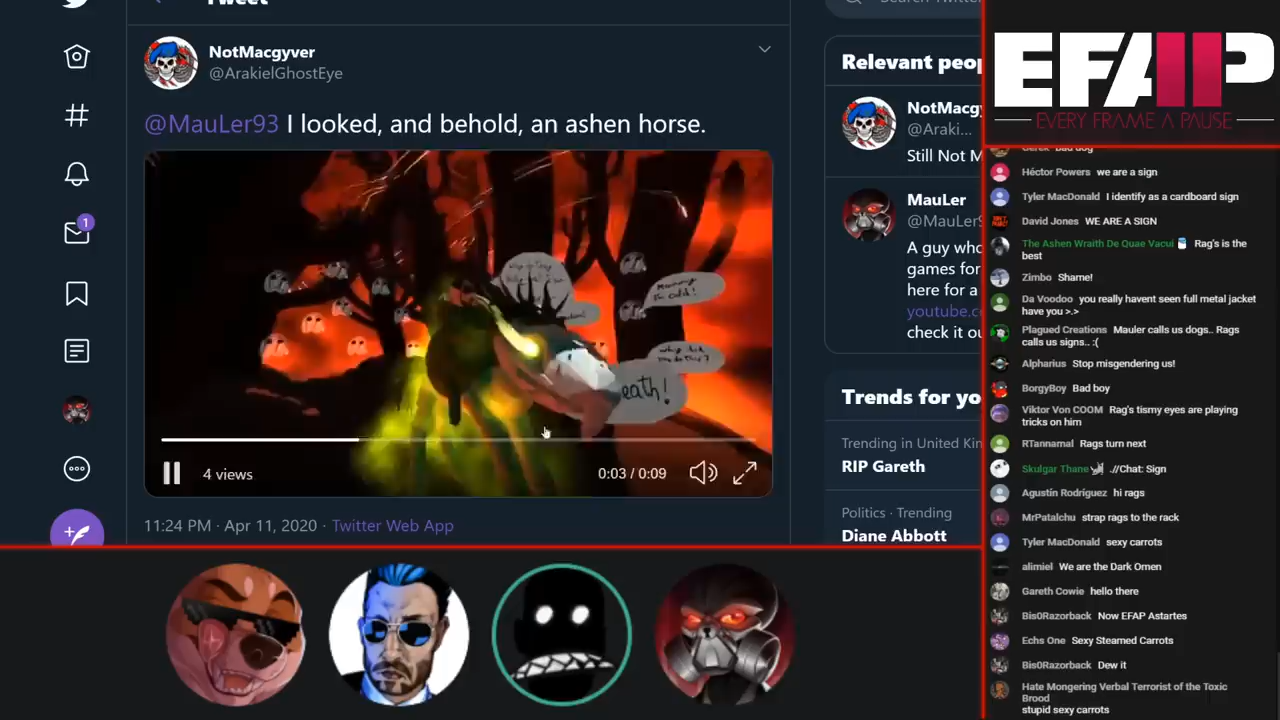 Tweet
Search Twitter
NotMacgyver
@ArakielGhostEye
@MauLer93 I looked, and behold, an ashen horse.
eath!
4 views
0:03 / 0:09
11:24 PM · Apr 11, 2020 · Twitter Web App
1
Relevant peop
NotMacgy
@Araki...
Still Not M
MauLer
@MauLer9
A guy who
games for
here for a
youtube.c
check it ou
Trends for yo
Trending in United Kin
RIP Gareth
Politics · Trending
Diane Abbott
EFAP
EVERY FRAME A PAUSE
Derek Bad dog
Héctor Powers we are a sign
Tyler MacDonald I identify as a cardboard sign
David Jones WE ARE A SIGN
The Ashen Wraith De Quae Vacui Rag's is the
best
Zimbo Shame!
Da Voodoo you really havent seen full metal jacket
have you >.>
Plagued Creations Mauler calls us dogs.. Rags
calls us signs.. :(
Alpharius Stop misgendering us!
BorgyBoy Bad boy
Viktor Von COOM Rag's tismy eyes are playing
tricks on him
RTannamal Rags turn next
Skulgar Thane .//Chat: Sign
Agustín Rodríguez hi rags
MrPatalchu strap rags to the rack
Tyler MacDonald sexy carrots
alimiel We are the Dark Omen
Gareth Cowie hello there
Bis0Razorback Now EFAP Astartes
Echs One Sexy Steamed Carrots
Bis0Razorback Dew it
Hate Mongering Verbal Terrorist of the Toxic
Brood
stupid sexy carrots